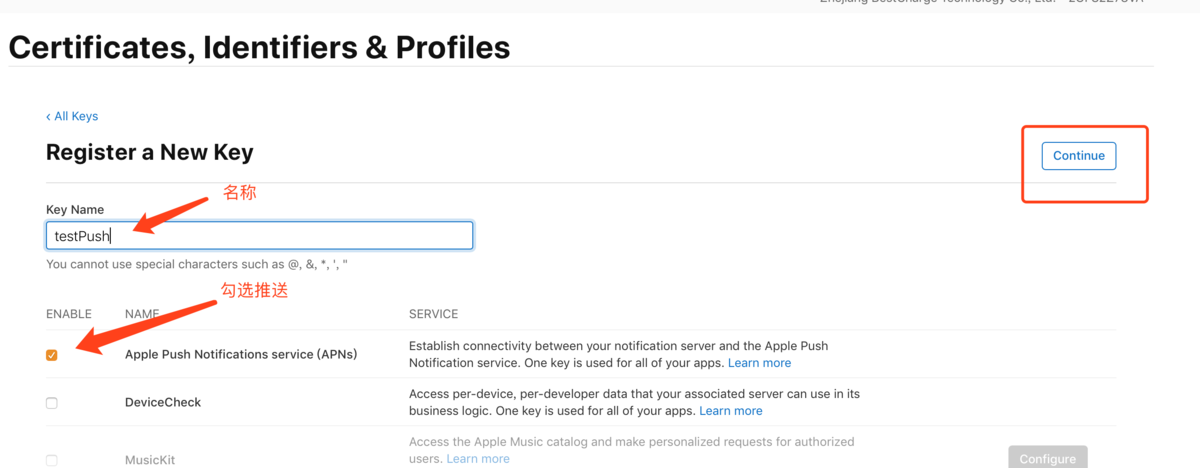 Certificates, Identifiers & Profiles
‹ All Keys
Register a New Key
Continue
名称
Key Name
testPush
You cannot use special characters such as @, &, *, ', "
勾选推送
ENABLE NAME SERVICE
Apple Push Notifications service (APNs)
Establish connectivity between your notification server and the Apple Push
Notification service. One key is used for all of your apps. Learn more
DeviceCheck
Access per-device, per-developer data that your associated server can use in its
business logic. One key is used for all of your apps. Learn more
MusicKit
Access the Apple Music catalog and make personalized requests for authorized
users. Learn more
Configure